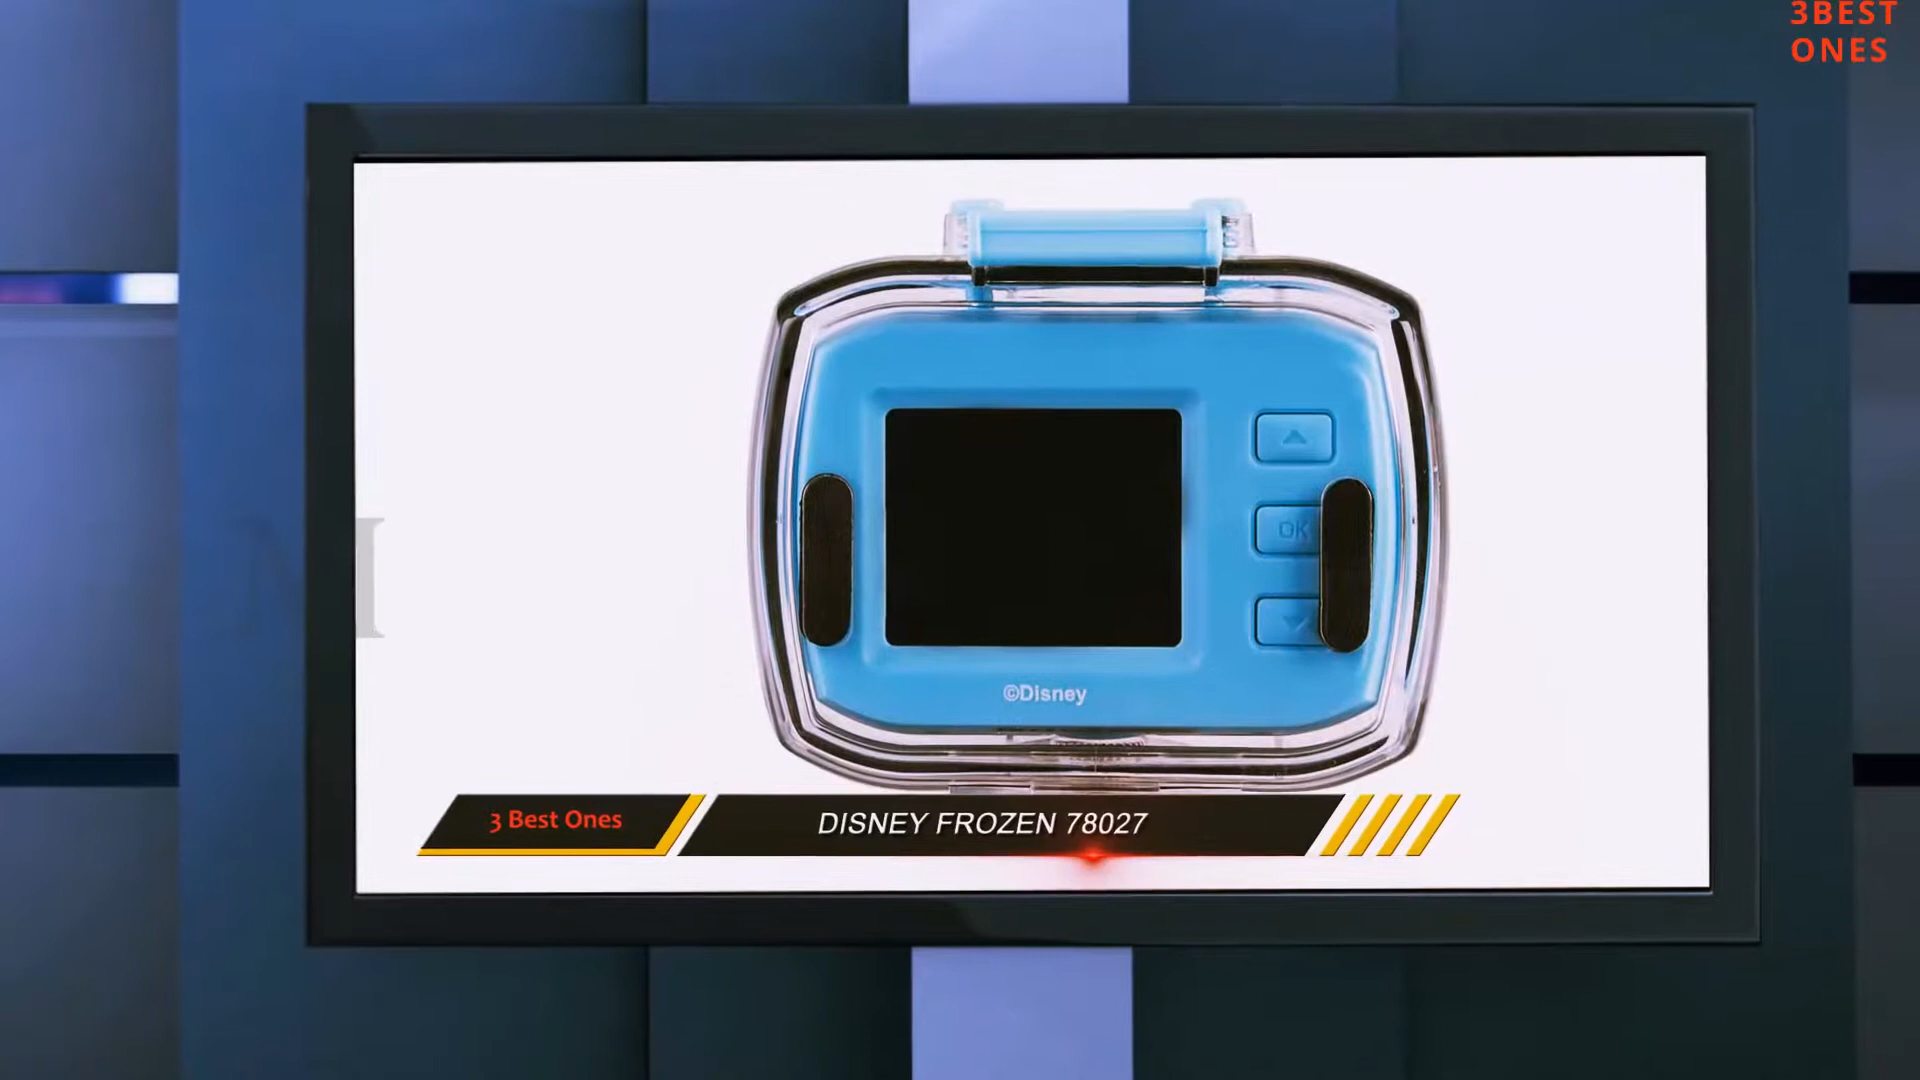 3BEST
ONES
M
OK
©Disney
3 Best Ones
DISNEY FROZEN 78027